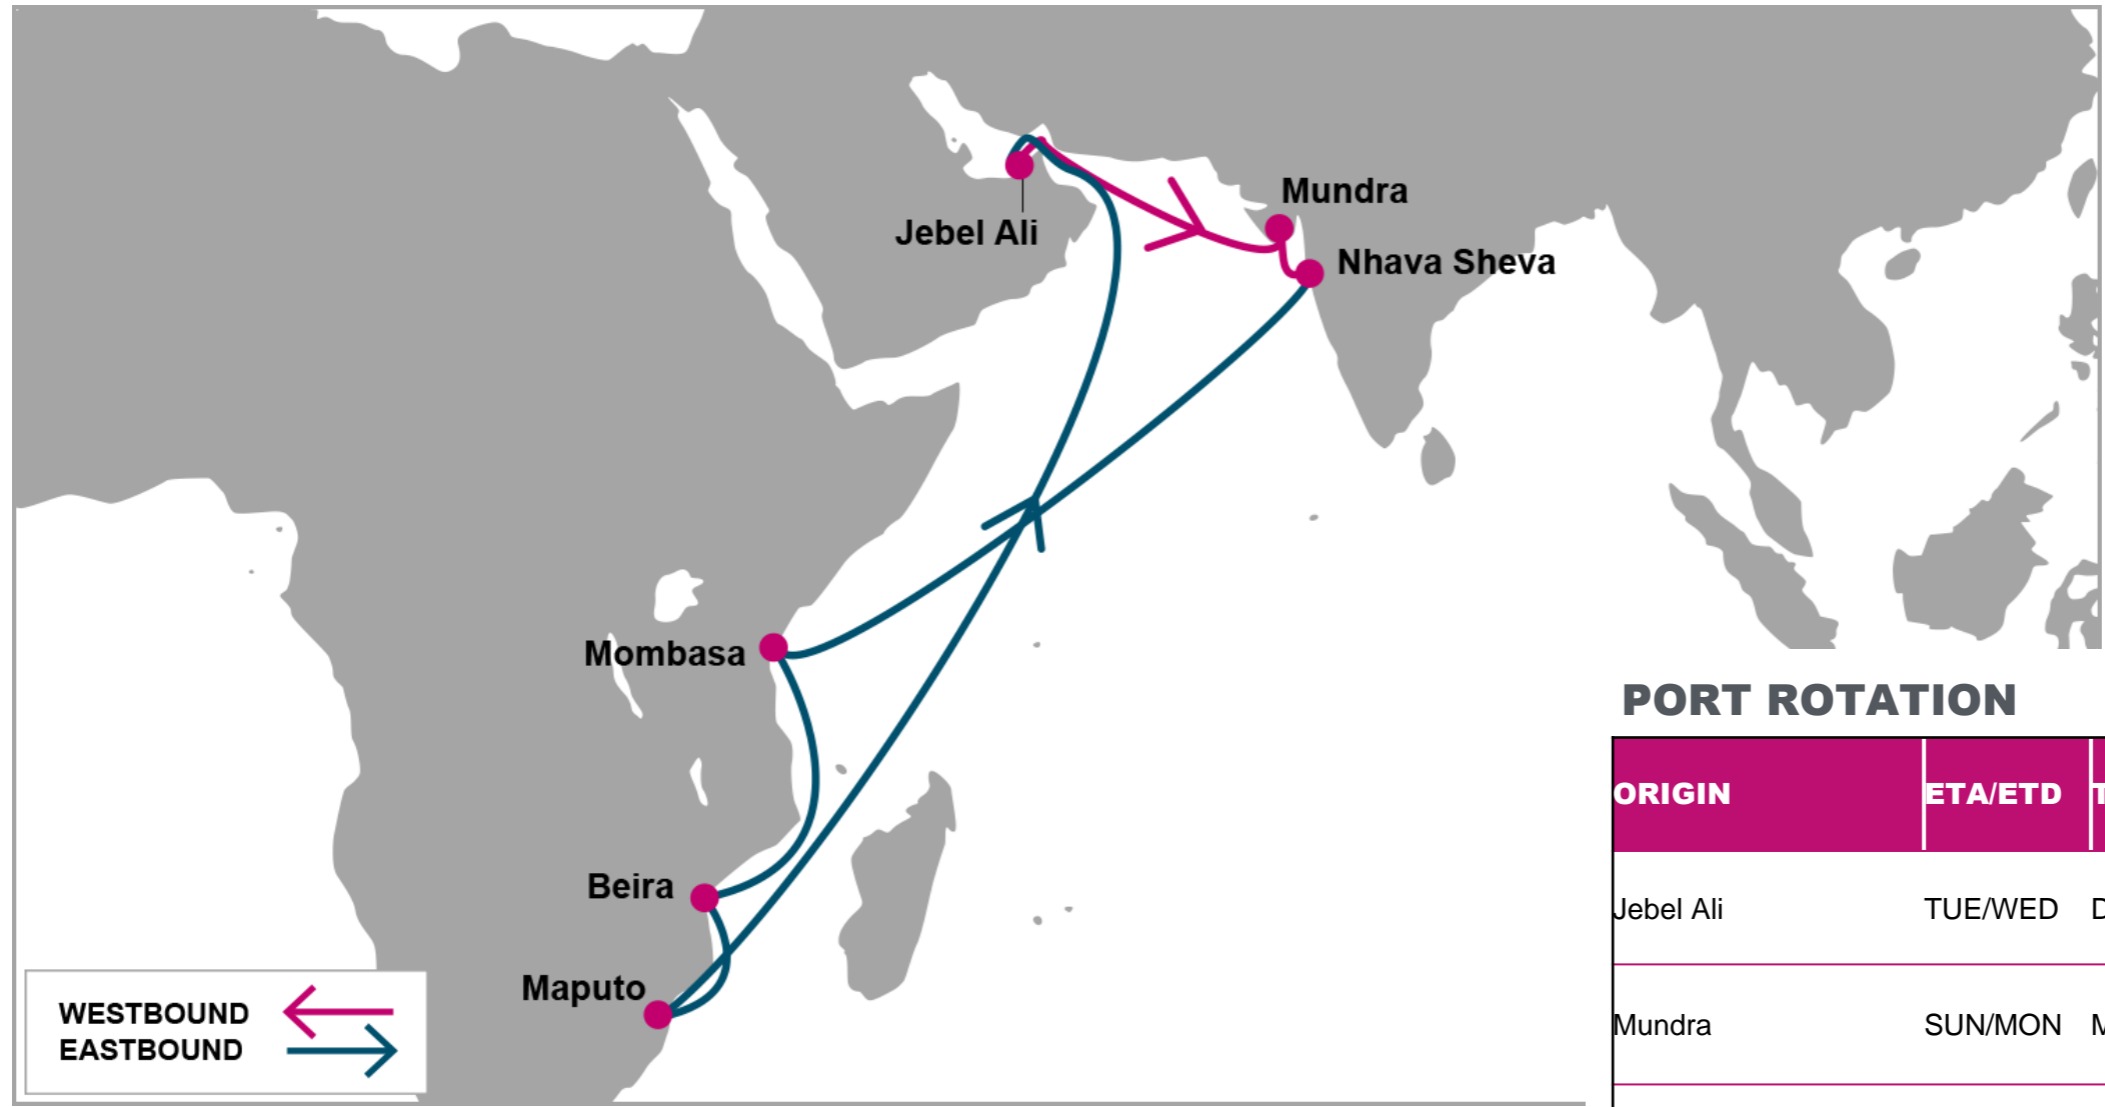 Mundra
Jebel Ali
Nhava Sheva
Mombasa
Beira
Maputo
WESTBOUND
EASTBOUND
PORT ROTATION
ORIGIN ETA/ETD
Jebel Ali TUE/WED
Mundra SUN/MON